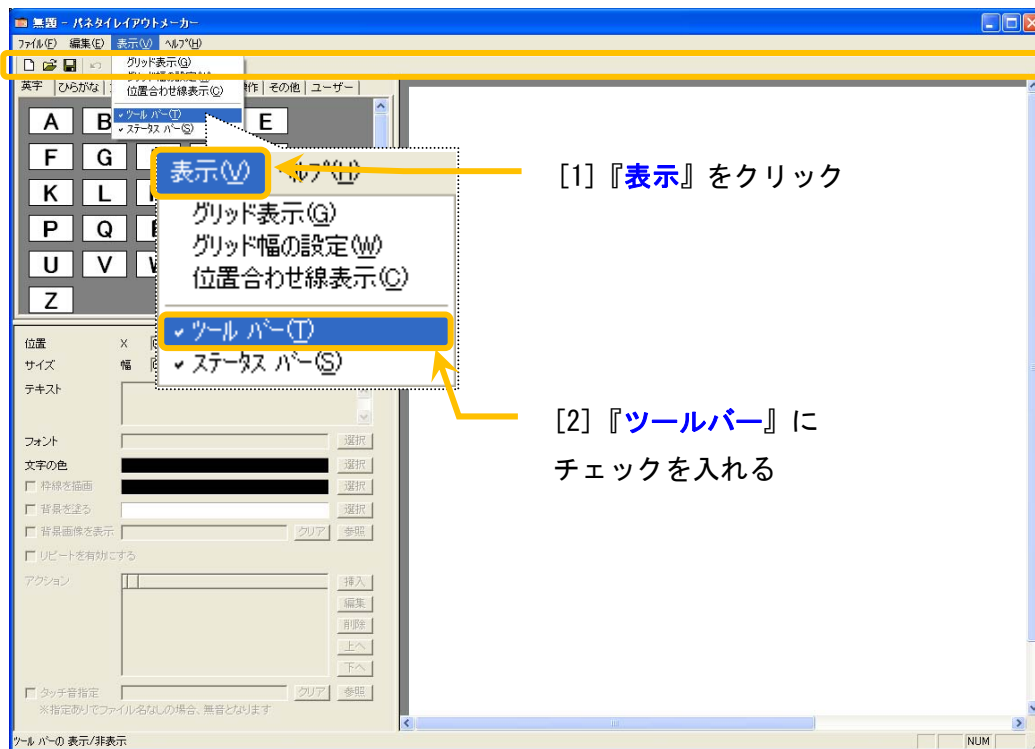 無題 - パネタイレイアウトメーカー
ファイル(F) 編集(E) 表示(V) ヘルプ(H)
グリッド表示(G)
位置合わせ線表示(C)
ツール バー(T)
ステータス バー(S)
英字 ひらがな その他 ユーザー
A B E
F G
K L
P Q
U V
Z
表示(V) ヘルプ(H)
グリッド表示(G)
グリッド幅の設定(W)
位置合わせ線表示(C)
ツール バー(T)
ステータス バー(S)
[1]『表示』をクリック
[2]『ツールバー』に
チェックを入れる
位置 X
サイズ 幅
テキスト
フォント 選択
文字の色 選択
枠線を描画 選択
背景を塗る 選択
背景画像を表示 クリア 参照
リピートを有効にする
アクション 挿入
編集
削除
上へ
下へ
タッチ音指定 クリア 参照
※指定ありでファイル名なしの場合、無音となります
ツール バーの 表示/非表示 NUM